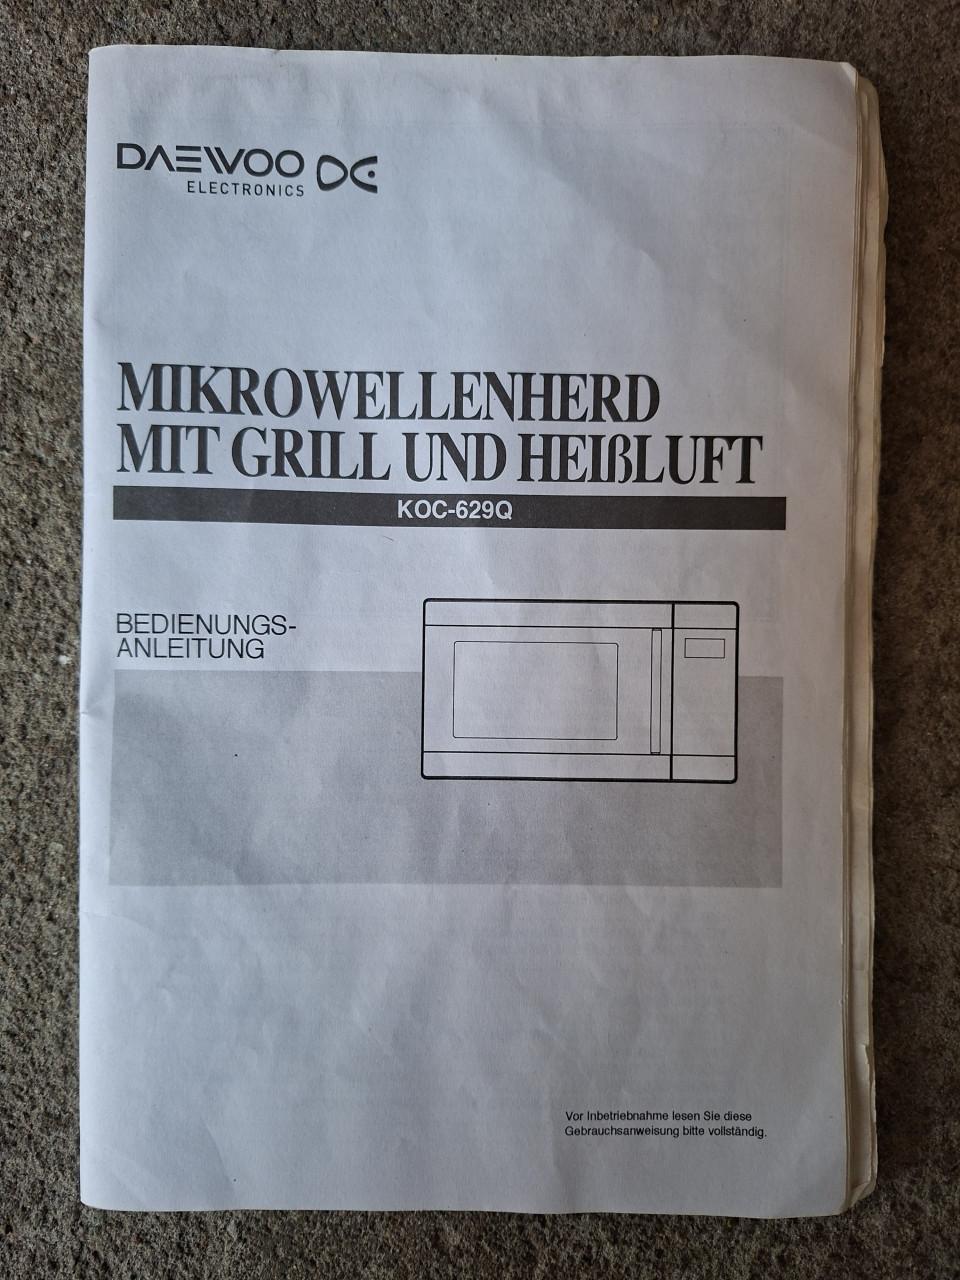 DAEWOO
ELECTRONICS
MIKROWELLENHERD
MIT GRILL UND HEIßLUFT
KOC-629Q
BEDIENUNGS-
ANLEITUNG
Vor Inbetriebnahme lesen Sie diese
Gebrauchsanweisung bitte vollständig.